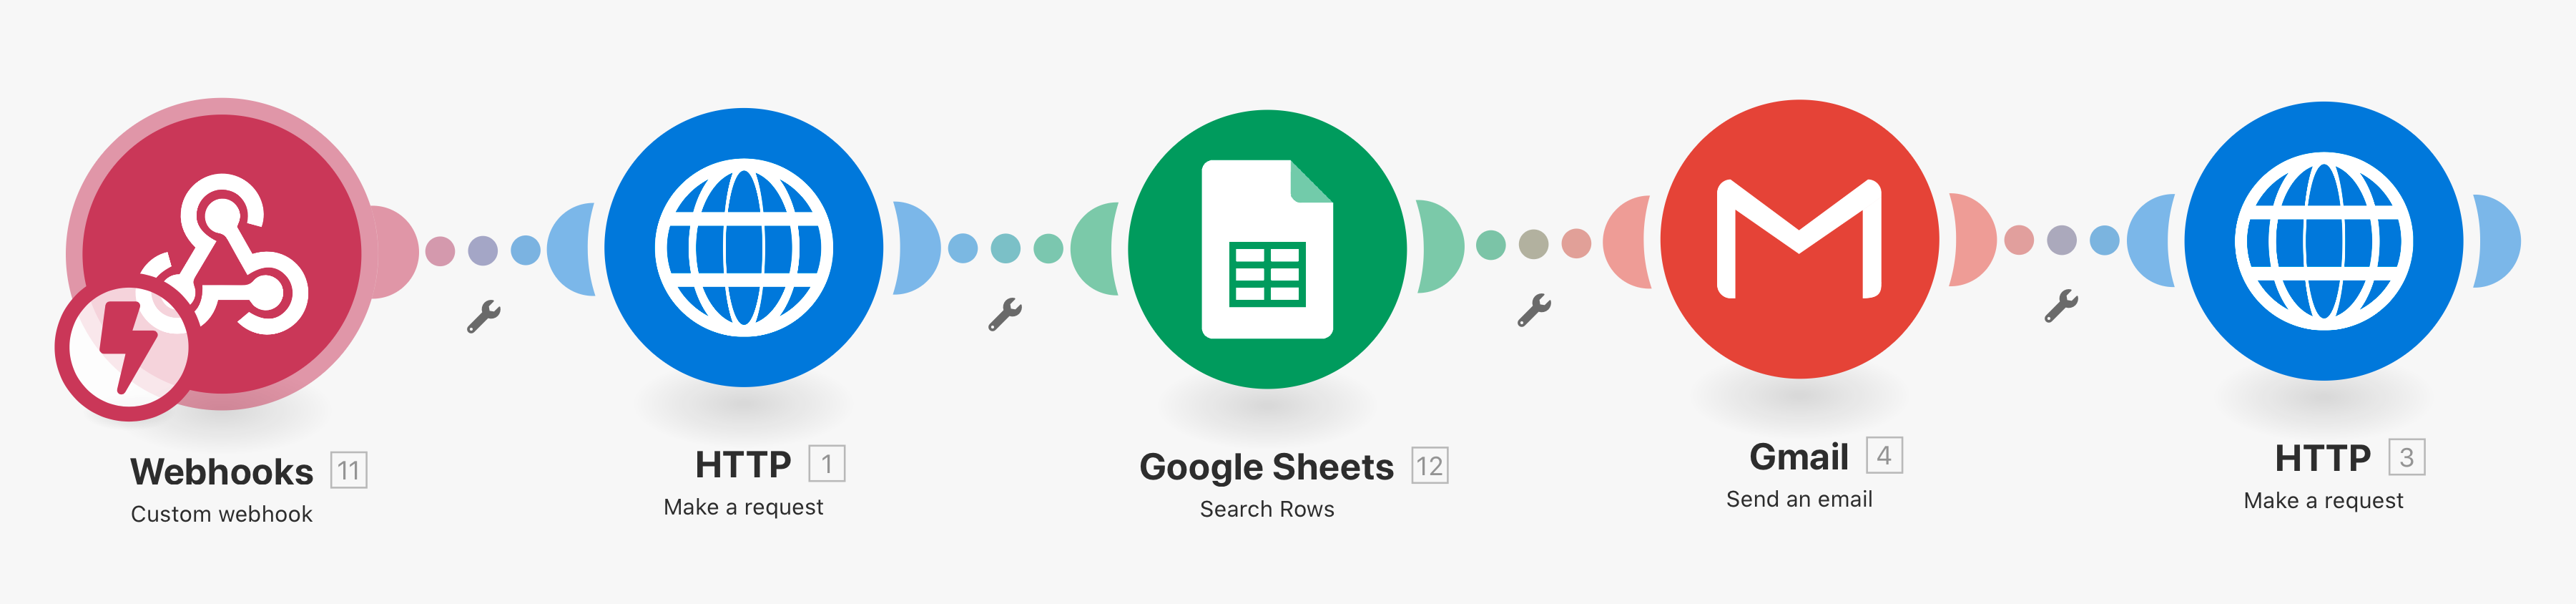 Webhooks 11
Custom webhook
HTTP 1
Make a request
Google Sheets 12
Search Rows
Gmail 4
Send an email
HTTP 3
Make a request